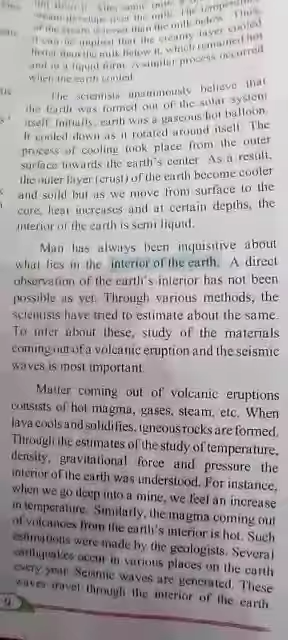 cream develops over the milk. The temperature
of the cream is lesser than the milk below. Thus,
it can be implied that the creamy layer cooled
faster than the milk below it, which remained hot
and in a liquid form. A similar process occurred
when the earth cooled.
The scientists unanimously believe that
the Earth was formed out of the solar system
itself. Initially, earth was a gaseous hot balloon.
It cooled down as it rotated around itself. The
process of cooling took place from the outer
surface towards the earth's center. As a result,
the outer layer (crust) of the earth become cooler
and soild but as we move from surface to the
core, heat increases and at certain depths, the
interior of the earth is semi liquid.
Man has always been inquisitive about
what lies in the interior of the earth. A direct
observation of the earth's interior has not been
possible as yet. Through various methods, the
scientists have tried to estimate about the same.
To infer about these, study of the materials
coming out of a volcanic eruption and the seismic
waves is most important.
Matter coming out of volcanic eruptions
consists of hot magma, gases, steam, etc. When
lava cools and solidifies, igneous rocks are formed.
Through the estimates of the study of temperature,
density, gravitational force and pressure the
interior of the earth was understood. For instance,
when we go deep into a mine, we feel an increase
in temperature. Similarly, the magma coming out
of volcanoes from the earth's interior is hot. Such
estimations were made by the geologists. Several
earthquakes occur in various places on the earth
every year. Seismic waves are generated. These
waves travel through the interior of the earth
9